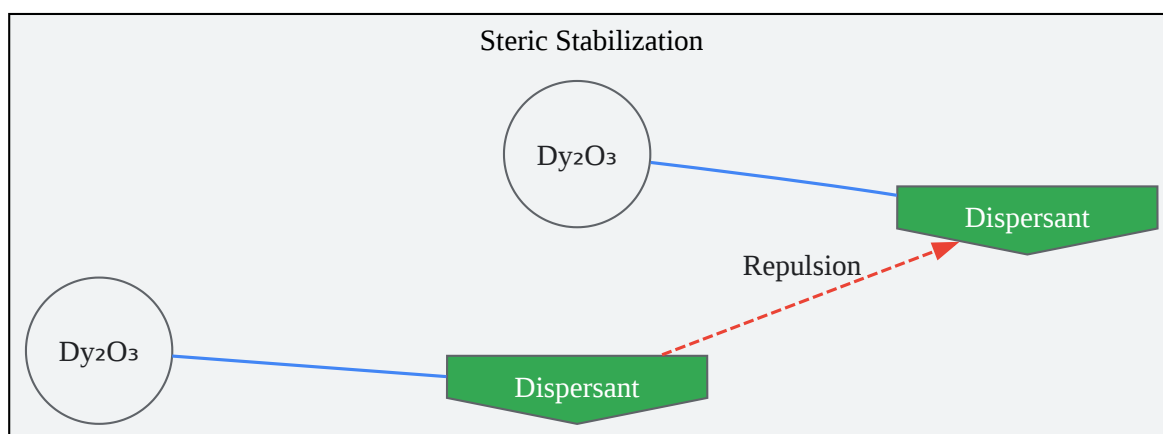 Steric Stabilization
Dy₂O₃
Dispersant
Repulsion
Dy₂O₃
Dispersant